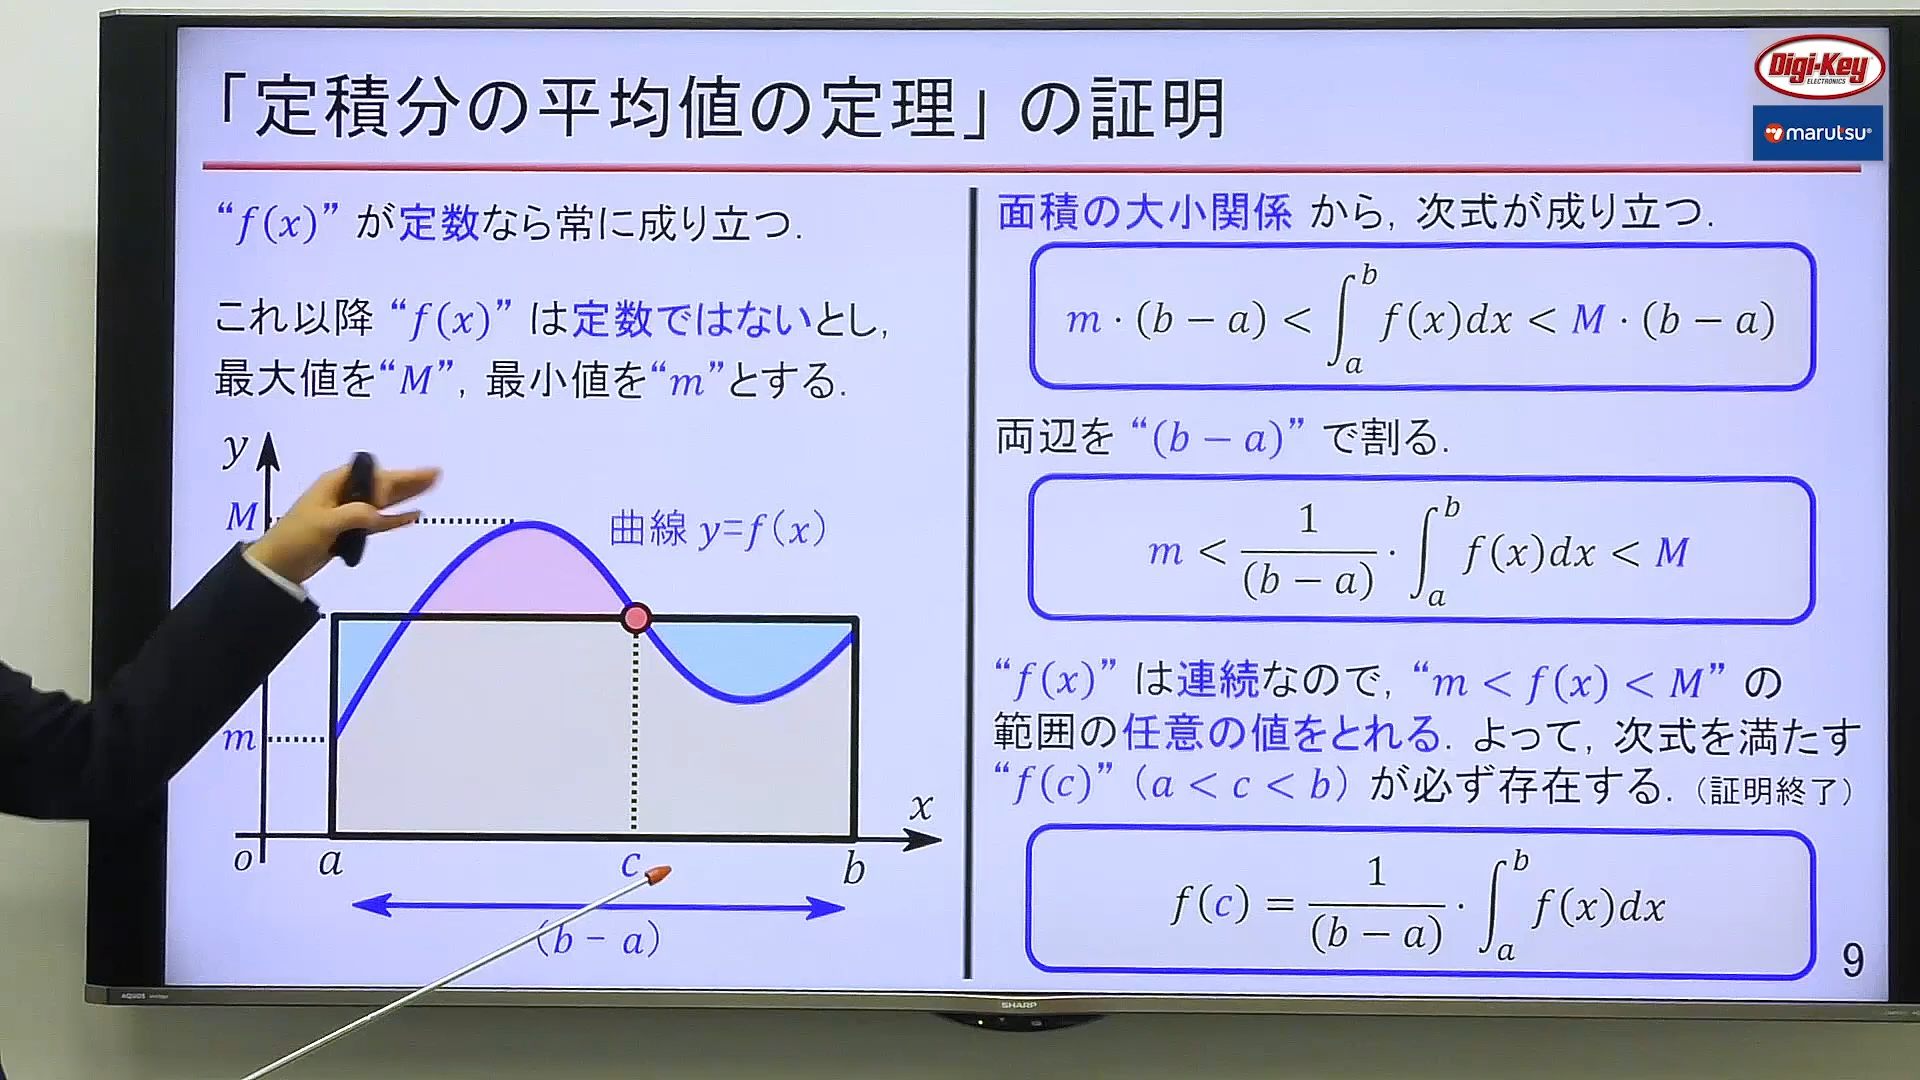 「定積分の平均値の定理」の証明
Digi-Key
ELECTRONICS
marutsu
“f(x)” が定数なら常に成り立つ.
これ以降 “f(x)” は定数ではないとし,
最大値を“M”, 最小値を“m”とする.
y
M
曲線 y=f(x)
m
x
o
a
c
b
(b − a)
面積の大小関係 から, 次式が成り立つ.
m · (b − a) < ∫_a^b f(x)dx < M · (b − a)
両辺を “(b − a)” で割る.
m < 1/(b − a) · ∫_a^b f(x)dx < M
“f(x)” は連続なので, “m < f(x) < M” の
範囲の任意の値をとれる. よって, 次式を満たす
“f(c)” (a < c < b) が必ず存在する. (証明終了)
f(c) = 1/(b − a) · ∫_a^b f(x)dx
9
AQUOS
SHARP